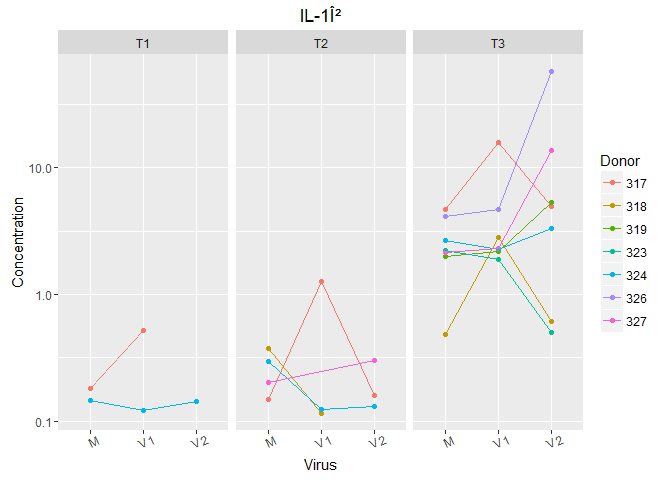 IL-1Î²
T1 T2 T3
Concentration
10.0
1.0
0.1
M V1 V2 M V1 V2 M V1 V2
Virus
Donor
317
318
319
323
324
326
327